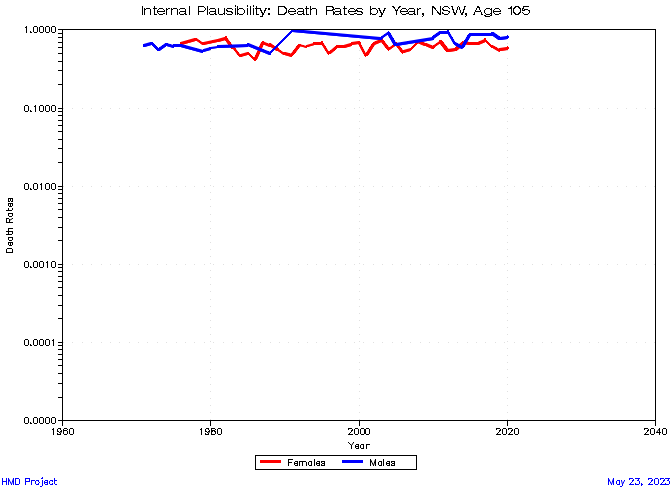 Internal Plausibility: Death Rates by Year, NSW, Age 105
1.0000
0.1000
0.0100
0.0010
0.0001
0.0000
Death Rates
1960
1980
2000
2020
2040
Year
Females
Males
HMD Project
May 23, 2023